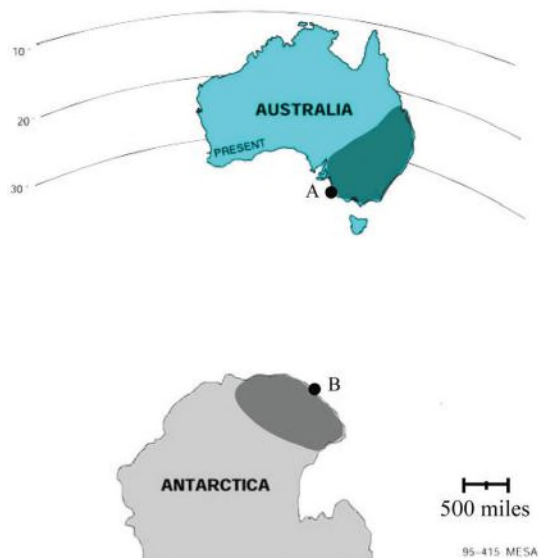 10°
AUSTRALIA
20°
PRESENT
30°
A
B
ANTARCTICA
500 miles
95-415 MESA